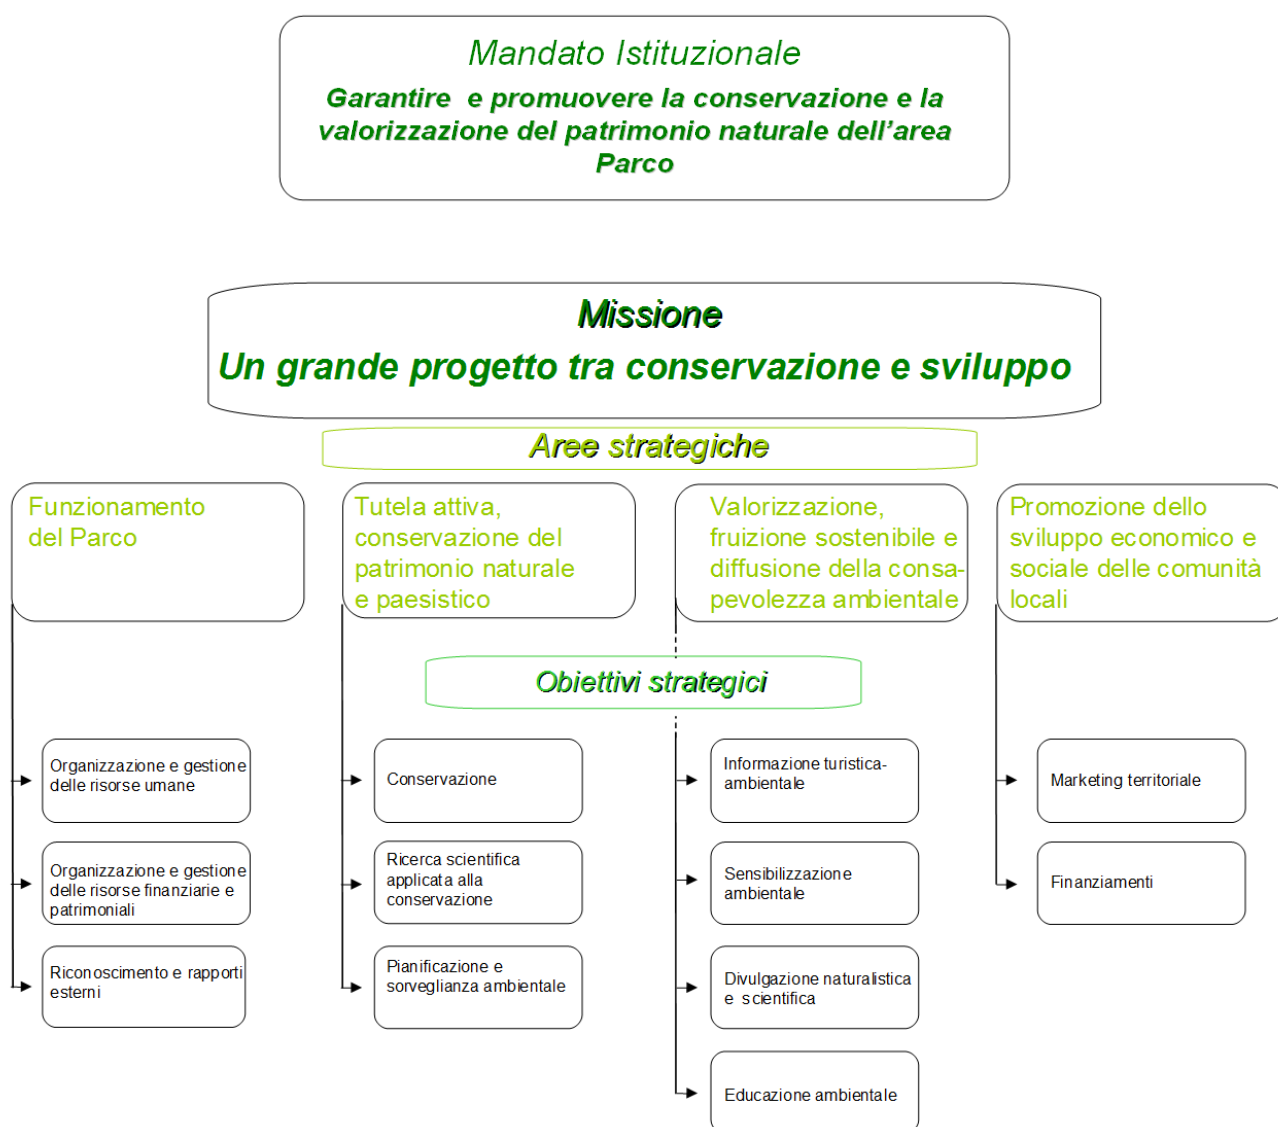 Mandato Istituzionale
Garantire e promuovere la conservazione e la
valorizzazione del patrimonio naturale dell'area
Parco
Missione
Un grande progetto tra conservazione e sviluppo
Aree strategiche
Funzionamento
del Parco
Tutela attiva,
conservazione del
patrimonio naturale
e paesistico
Valorizzazione,
fruizione sostenibile e
diffusione della consa-
pevolezza ambientale
Promozione dello
sviluppo economico e
sociale delle comunità
locali
Obiettivi strategici
Organizzazione e gestione
delle risorse umane
Organizzazione e gestione
delle risorse finanziarie e
patrimoniali
Riconoscimento e rapporti
esterni
Conservazione
Ricerca scientifica
applicata alla
conservazione
Pianificazione e
sorveglianza ambientale
Informazione turistica-
ambientale
Sensibilizzazione
ambientale
Divulgazione naturalistica
e scientifica
Educazione ambientale
Marketing territoriale
Finanziamenti